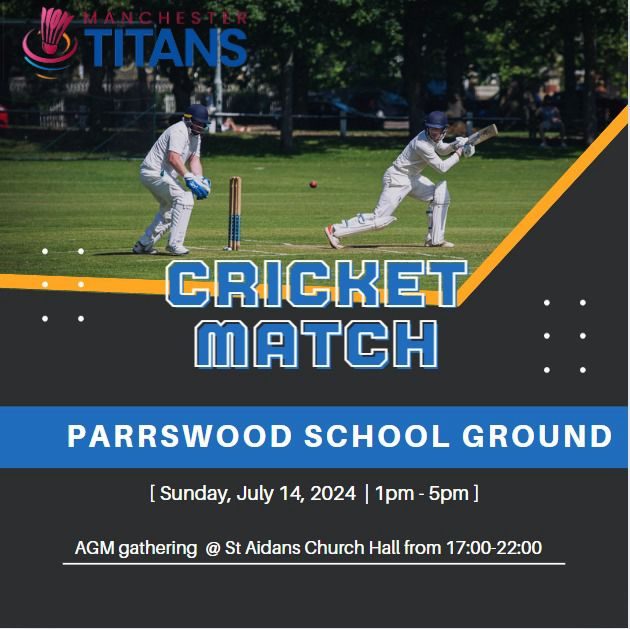 MANCHESTER
TITANS
CRICKET
MATCH
PARRSWOOD SCHOOL GROUND
[ Sunday, July 14, 2024 | 1pm - 5pm ]
AGM gathering @ St Aidans Church Hall from 17:00-22:00